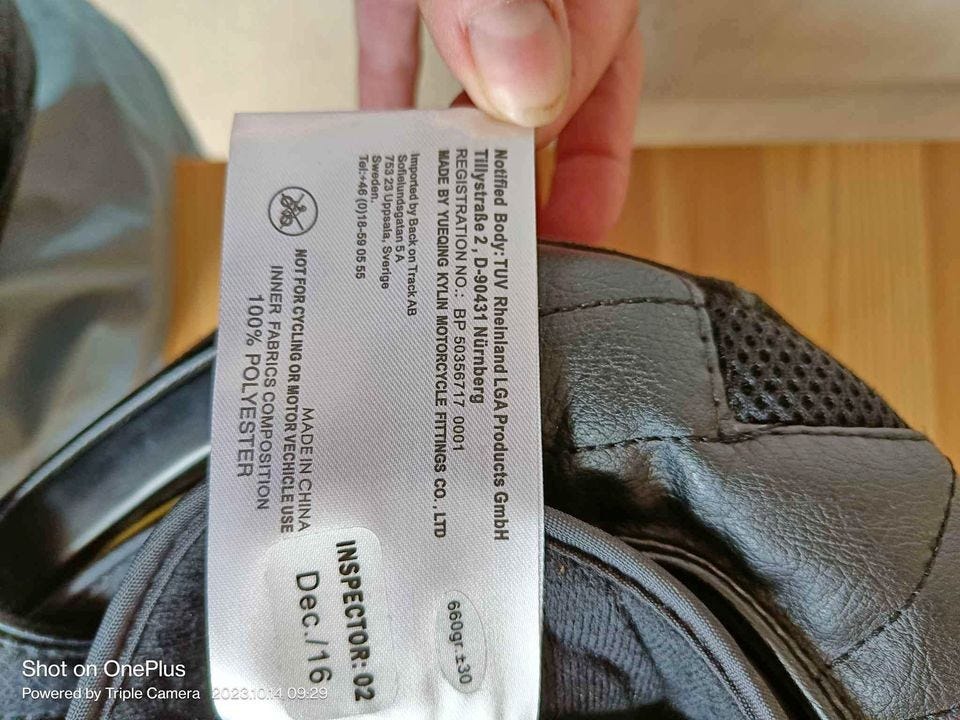 Notified Body: TUV Rheinland LGA Products GmbH
Tillystraße 2, D-90431 Nürnberg
REGISTRATION NO.: BP 50356717 0001
MADE BY YUEQING KYLIN MOTORCYCLE FITTINGS CO., LTD
660gr.±30
Imported by Back on Track AB
Sofielundsgatan 5 A
753 23 Uppsala, Sverige
Sweden.
Tel:+46 (0)18-59 05 55
INSPECTOR: 02
Dec./16
MADE IN CHINA
NOT FOR CYCLING OR MOTOR VECHICLE USE
INNER FABRICS COMPOSITION
100% POLYESTER
Shot on OnePlus
Powered by Triple Camera 2023.10.14 09:29